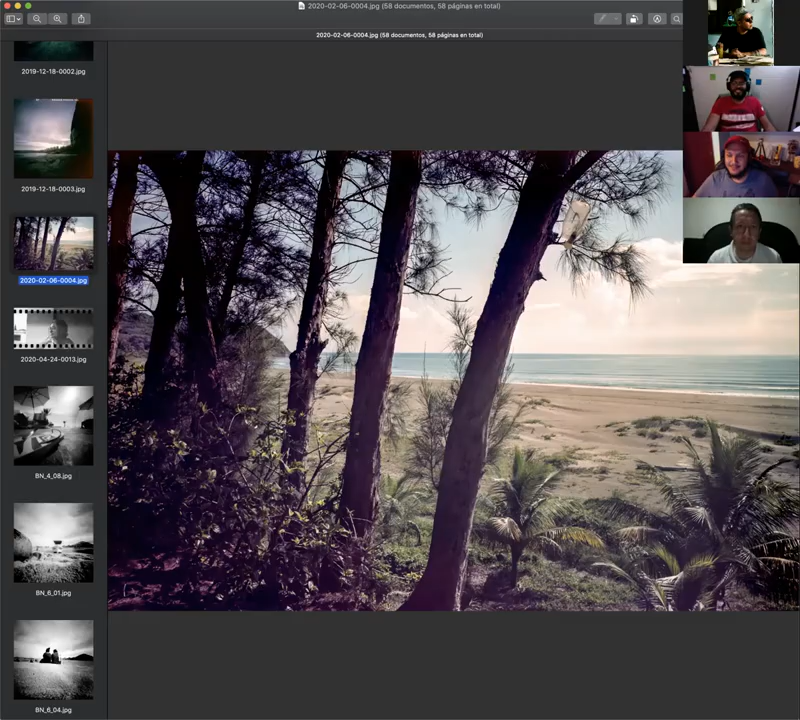 2020-02-06-0004.jpg (58 documentos, 58 páginas en total)
2020-02-06-0004.jpg (58 documentos, 58 páginas en total)
2019-12-18-0002.jpg
2019-12-18-0003.jpg
2020-02-06-0004.jpg
2020-04-24-0013.jpg
BN_4_08.jpg
BN_6_01.jpg
BN_6_04.jpg